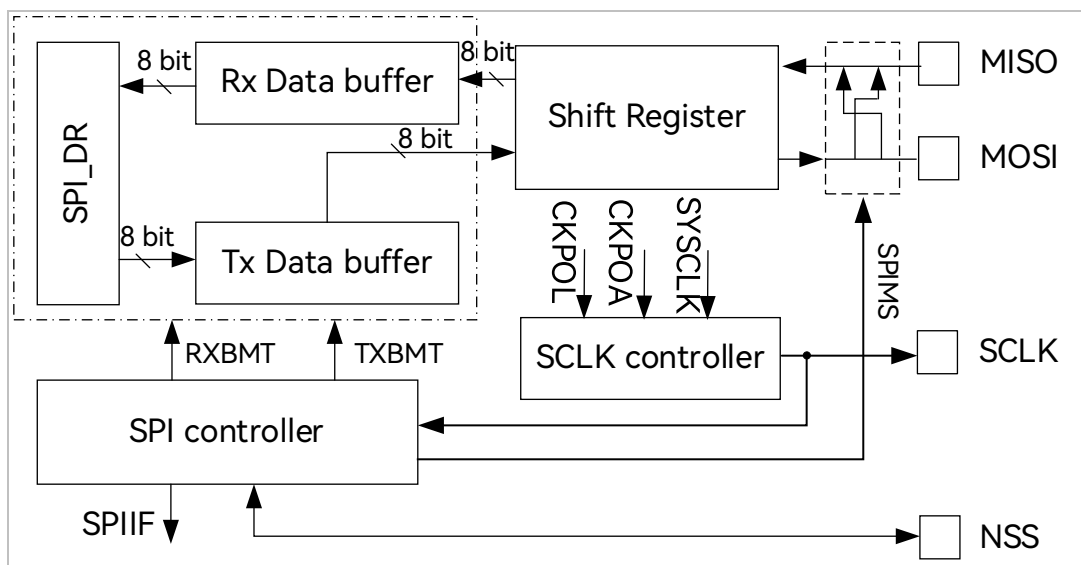 8 bit
Rx Data buffer
8 bit
Shift Register
MISO
SPI_DR
8 bit
MOSI
8 bit
Tx Data buffer
CKPOL
CKPOA
SYSCLK
SPIMS
RXBMT
TXBMT
SCLK controller
SCLK
SPI controller
SPIIF
NSS